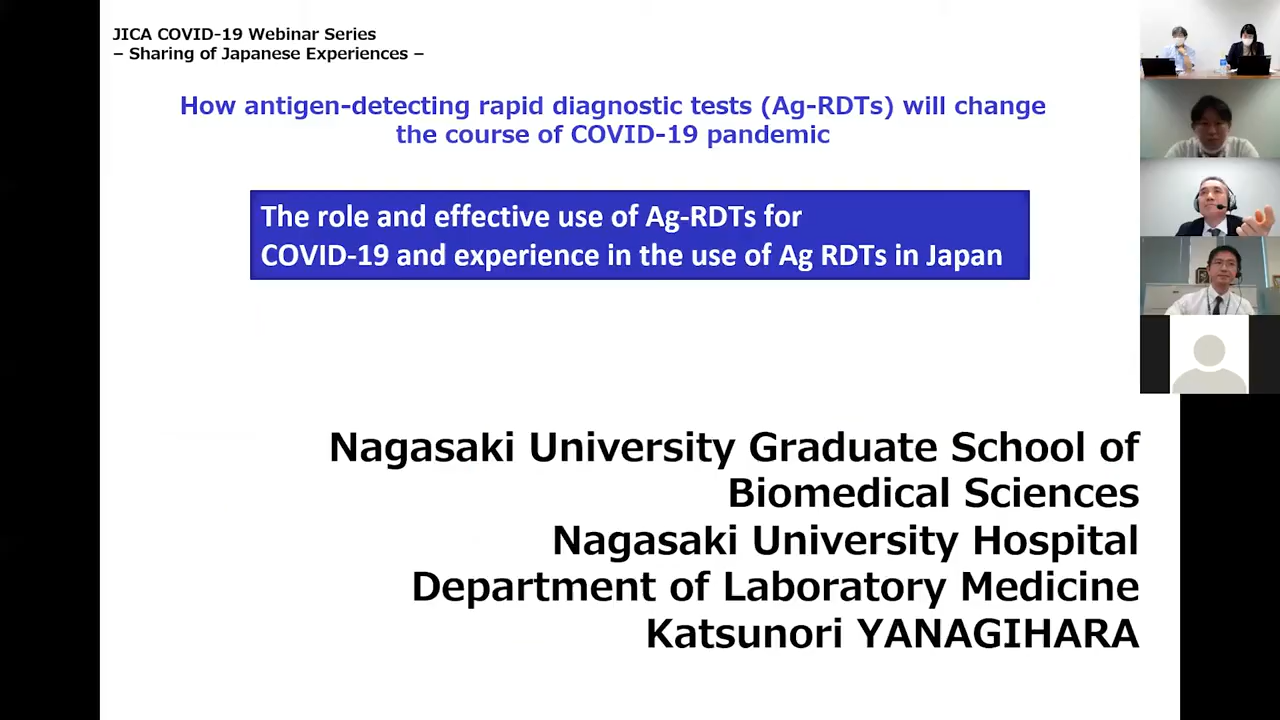 JICA COVID-19 Webinar Series
– Sharing of Japanese Experiences –
How antigen-detecting rapid diagnostic tests (Ag-RDTs) will change
the course of COVID-19 pandemic
The role and effective use of Ag-RDTs for
COVID-19 and experience in the use of Ag RDTs in Japan
Nagasaki University Graduate School of
Biomedical Sciences
Nagasaki University Hospital
Department of Laboratory Medicine
Katsunori YANAGIHARA